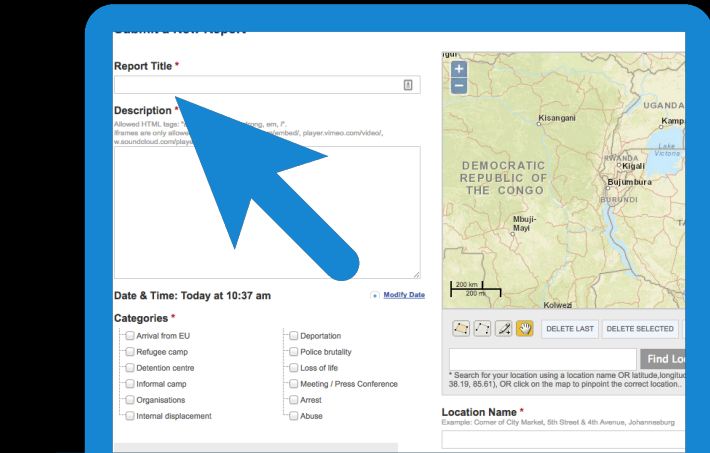 Submit a New Report
Report Title *
Description *
Allowed HTML tags: "
strong, em, i".
Iframes are only allowe
m/embed/, player.vimeo.com/video/,
w.soundcloud.com/playe
Date & Time: Today at 10:37 am
Modify Date
Categories *
Arrival from EU
Refugee camp
Detention centre
Informal camp
Organisations
Internal displacement
Deportation
Police brutality
Loss of life
Meeting / Press Conference
Arrest
Abuse
+
−
UGANDA
Kisangani
Kamp
Lake
Victoria
RWANDA
Kigali
DEMOCRATIC
REPUBLIC OF
THE CONGO
Bujumbura
BURUNDI
Mbuji-
Mayi
TA
200 km
200 mi
Kolwezi
DELETE LAST
DELETE SELECTED
Find Lo
* Search for your location using a location name OR latitude,longitud
38.19, 85.61), OR click on the map to pinpoint the correct location..
Location Name *
Example: Corner of City Market, 5th Street & 4th Avenue, Johannesburg